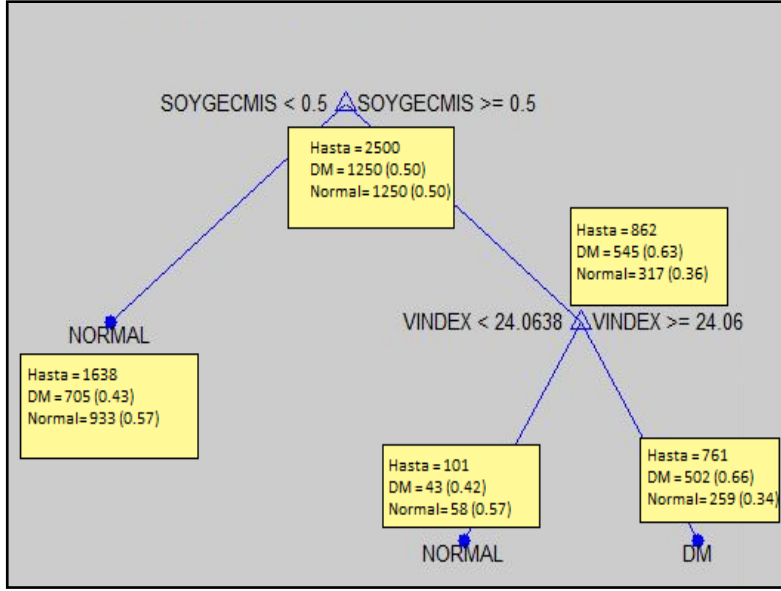 SOYGECMIS < 0.5 SOYGECMIS >= 0.5
Hasta = 2500
DM = 1250 (0.50)
Normal= 1250 (0.50)
Hasta = 862
DM = 545 (0.63)
Normal= 317 (0.36)
VINDEX < 24.0638 VINDEX >= 24.06
NORMAL
Hasta = 1638
DM = 705 (0.43)
Normal= 933 (0.57)
Hasta = 101
DM = 43 (0.42)
Normal= 58 (0.57)
NORMAL
Hasta = 761
DM = 502 (0.66)
Normal= 259 (0.34)
DM